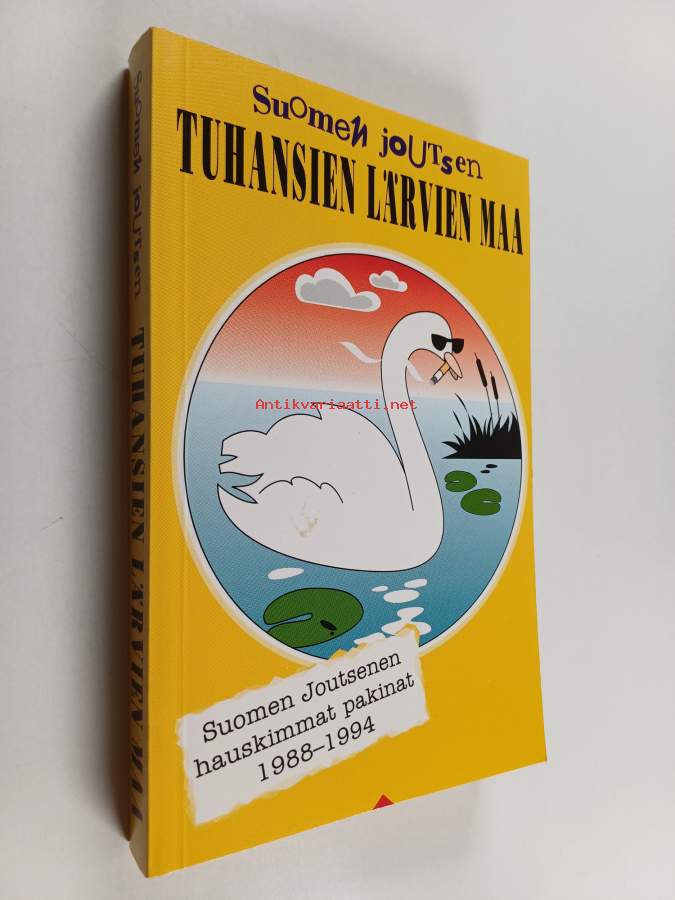 Suomen joutsen
TUHANSIEN LÄRVIEN MAA
Antikvariaatti.net
Suomen Joutsenen
hauskimmat pakinat
1988–1994
Suomen joutsen TUHANSIEN LÄRVIEN MAA